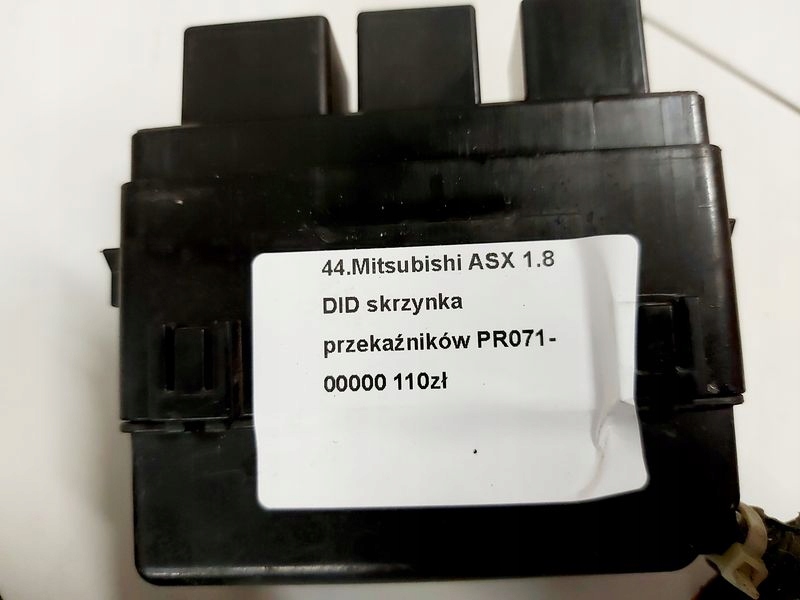 44.Mitsubishi ASX 1.8
DID skrzynka
przekaźników PR071-
00000 110zł